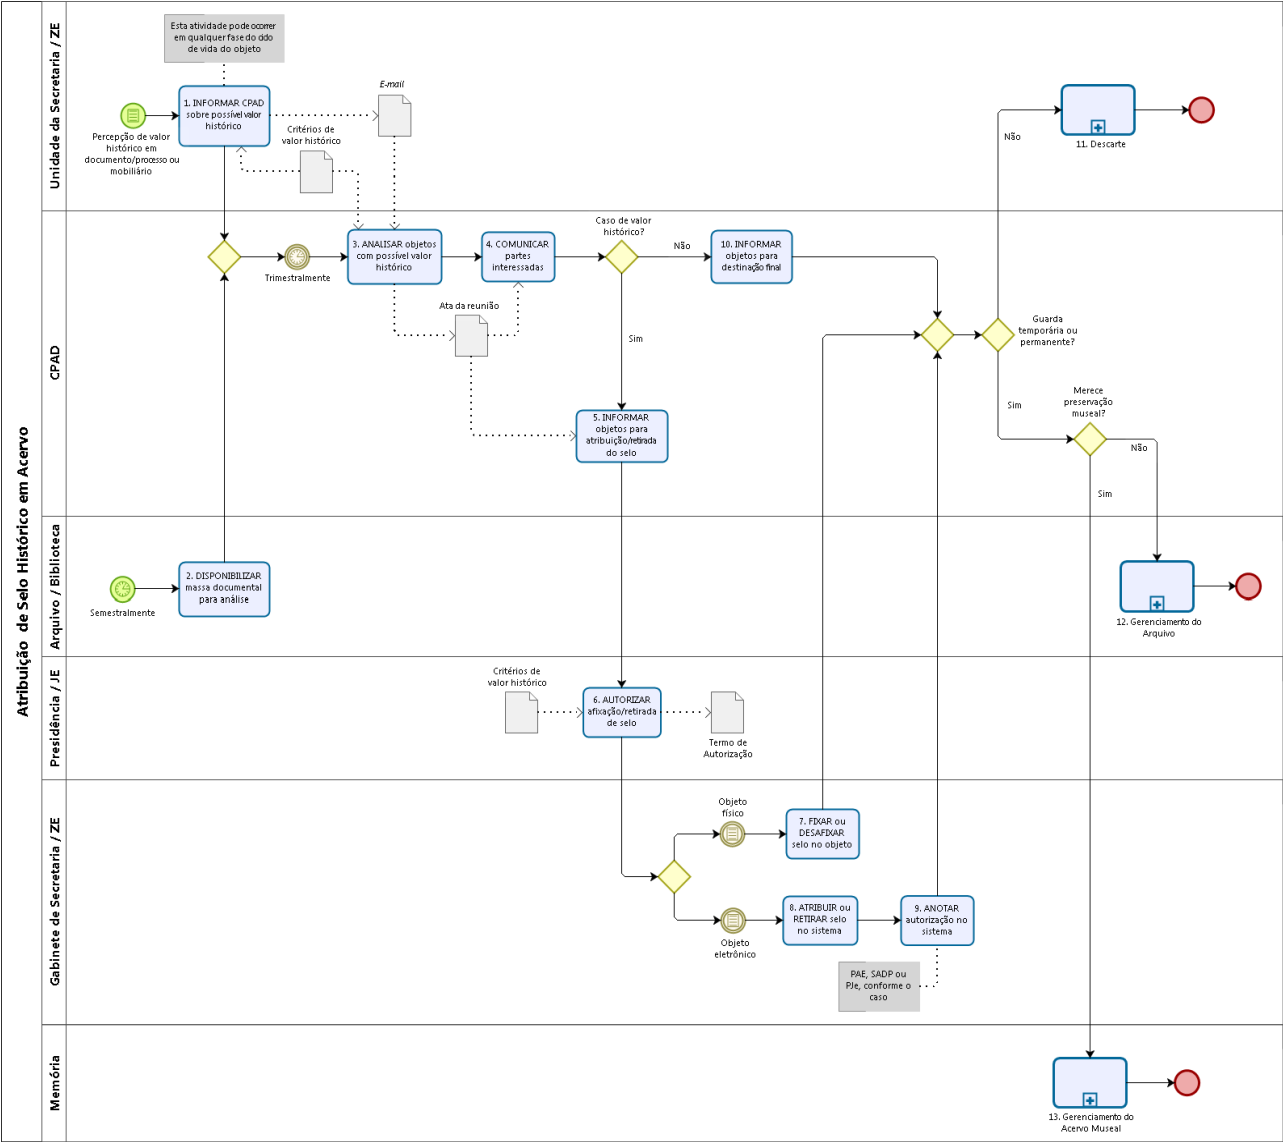 Atribuição  de Selo Histórico em Acervo
Unidade da Secretaria / ZE
Esta atividade pode ocorrer
em qualquer fase do ciclo
de vida do objeto
Percepção de valor
histórico em
documento/processo ou
mobiliário
1. INFORMAR CPAD
sobre possível valor
histórico
E-mail
Critérios de
valor histórico
Não
11. Descarte
CPAD
Trimestralmente
3. ANALISAR objetos
com possível valor
histórico
4. COMUNICAR
partes
interessadas
Caso de valor
histórico?
Não
10. INFORMAR
objetos para
destinação final
Ata da reunião
Sim
5. INFORMAR
objetos para
atribuição/retirada
do selo
Guarda
temporária ou
permanente?
Sim
Merece
preservação
museal?
Não
Sim
Arquivo / Biblioteca
Semestralmente
2. DISPONIBILIZAR
massa documental
para análise
12. Gerenciamento do
Arquivo
Presidência / JE
Critérios de
valor histórico
6. AUTORIZAR
afixação/retirada
de selo
Termo de
Autorização
Gabinete de Secretaria / ZE
Objeto
físico
7. FIXAR ou
DESAFIXAR
selo no objeto
Objeto
eletrônico
8. ATRIBUIR ou
RETIRAR selo
no sistema
9. ANOTAR
autorização no
sistema
PAE, SADP ou
PJe, conforme o
caso
Memória
13. Gerenciamento do
Acervo Museal